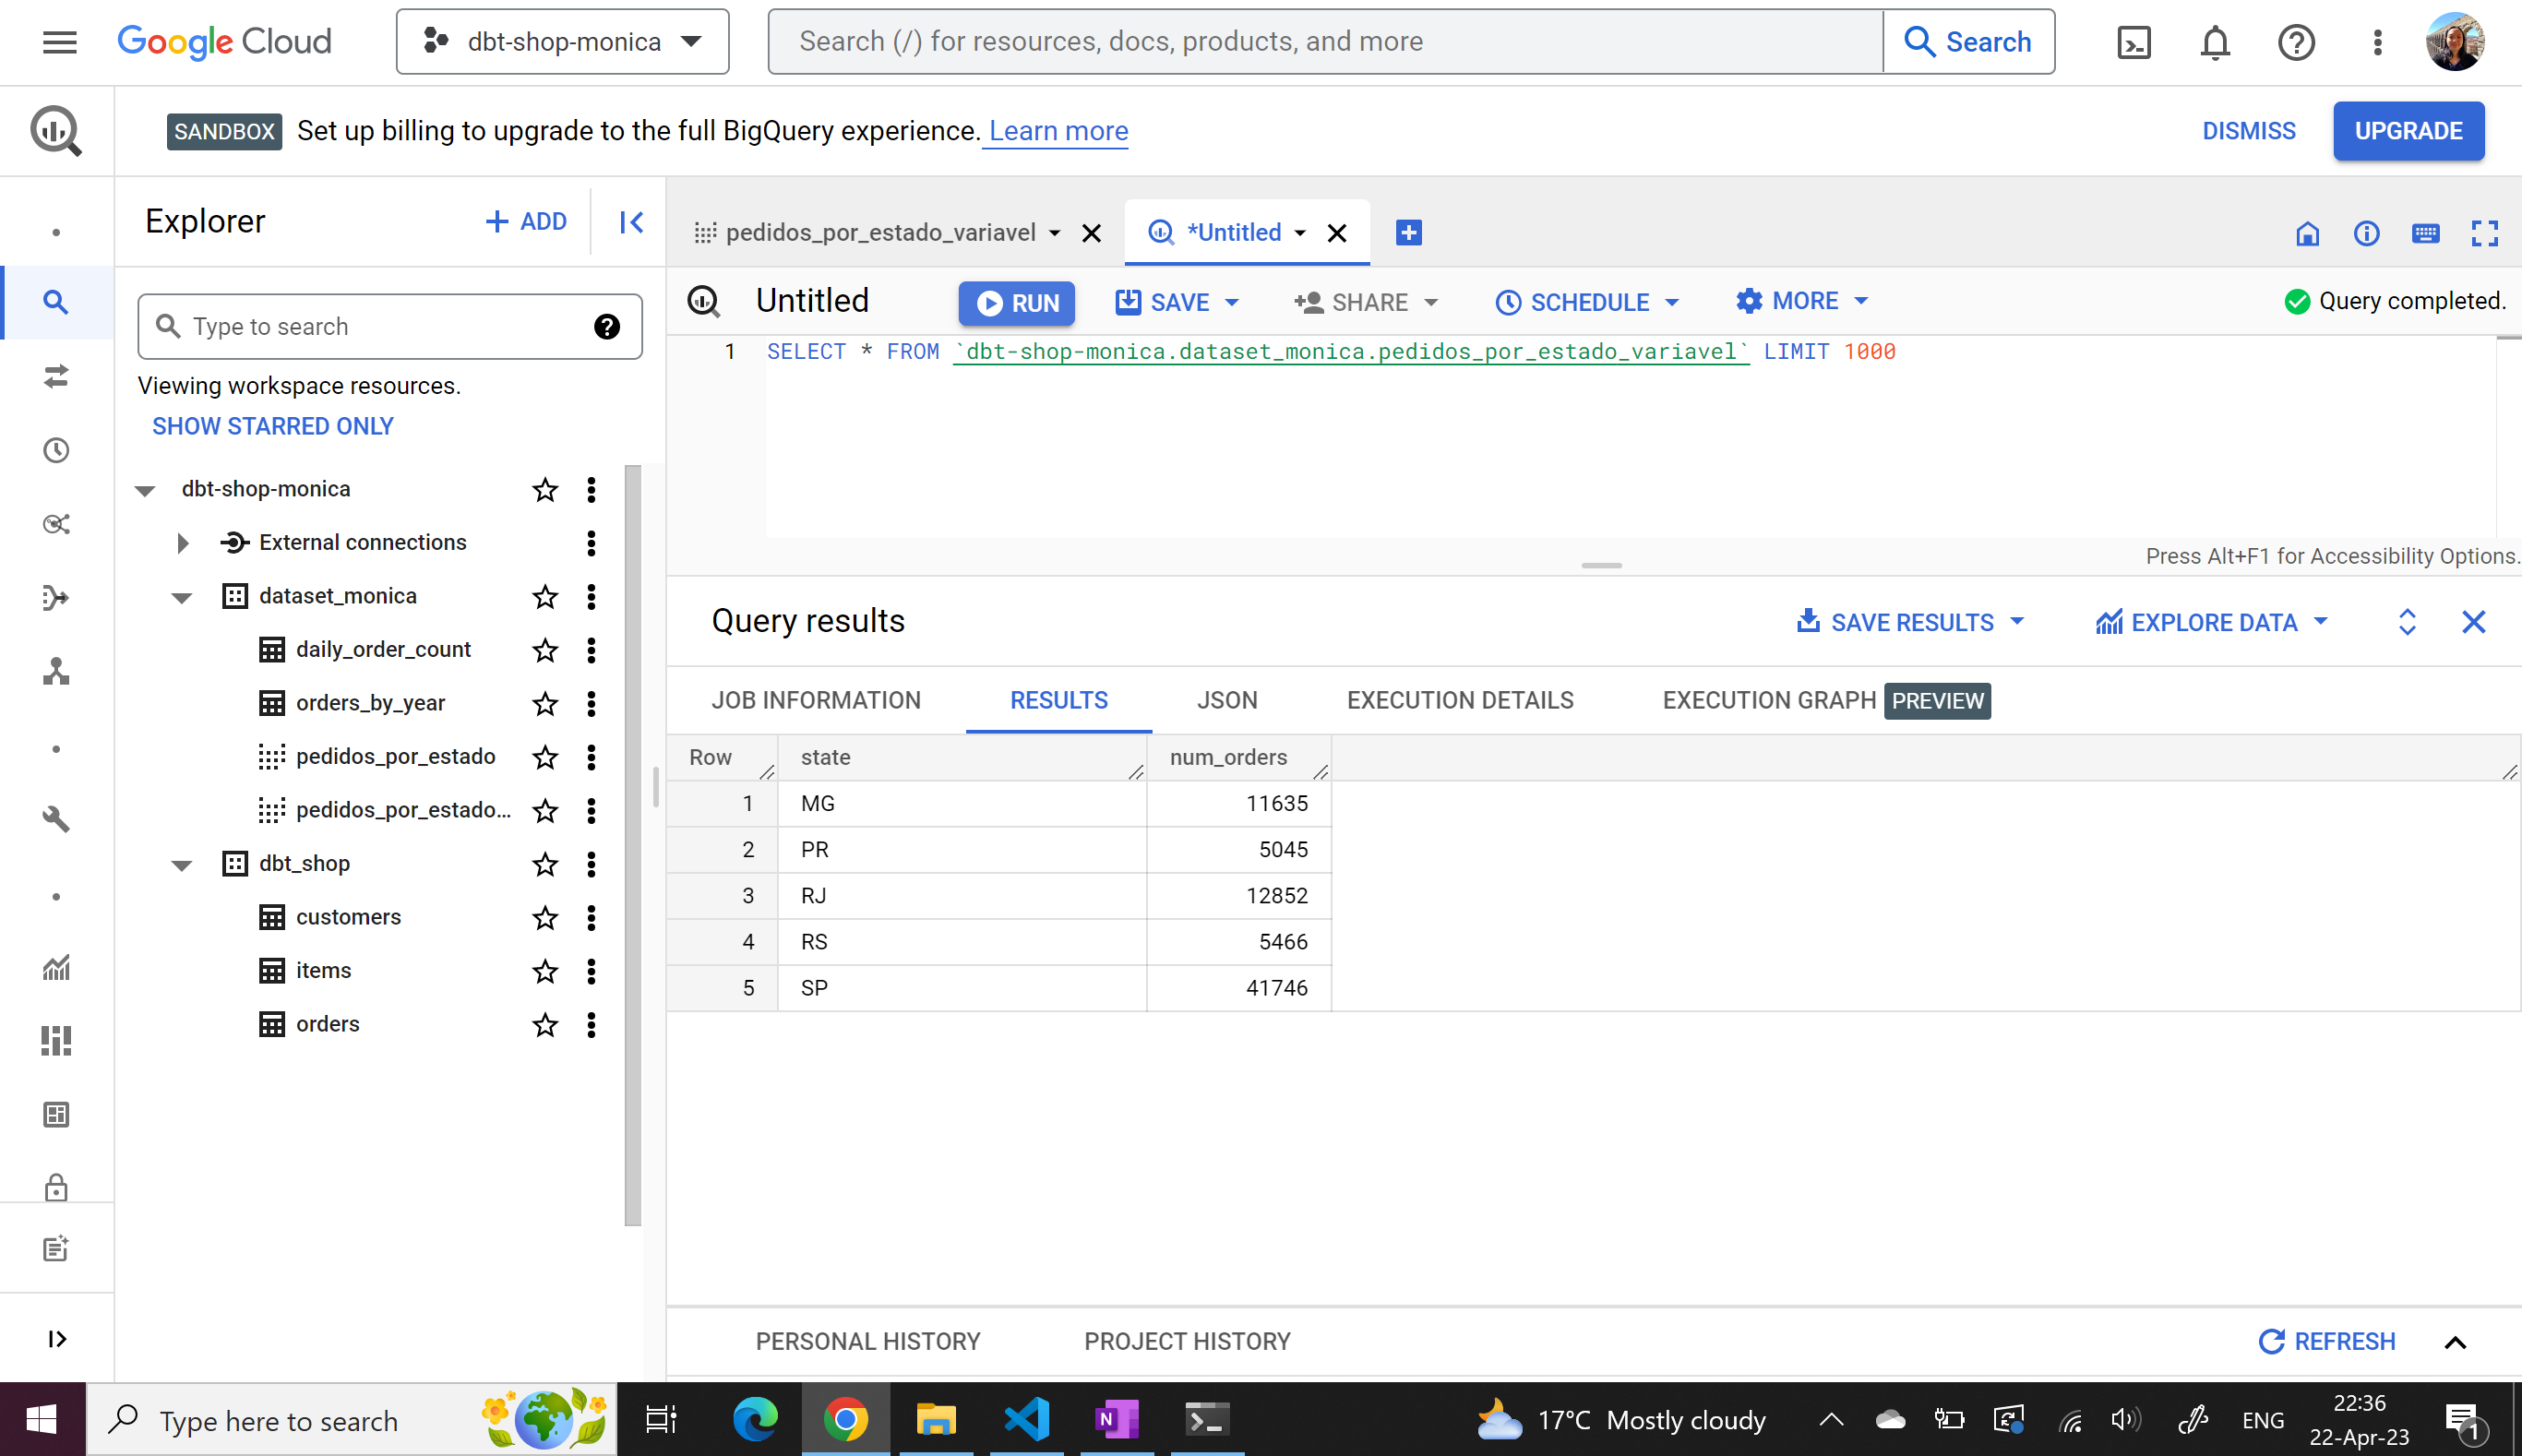 Google Cloud
dbt-shop-monica
Search (/) for resources, docs, products, and more
Search
SANDBOX Set up billing to upgrade to the full BigQuery experience. Learn more
DISMISS
UPGRADE
Explorer
+ ADD
pedidos_por_estado_variavel
*Untitled
Untitled
RUN
SAVE
SHARE
SCHEDULE
MORE
Query completed.
Type to search
1 SELECT * FROM `dbt-shop-monica.dataset_monica.pedidos_por_estado_variavel` LIMIT 1000
Viewing workspace resources.
SHOW STARRED ONLY
dbt-shop-monica
External connections
dataset_monica
daily_order_count
orders_by_year
pedidos_por_estado
pedidos_por_estado...
dbt_shop
customers
items
orders
Press Alt+F1 for Accessibility Options.
Query results
SAVE RESULTS
EXPLORE DATA
JOB INFORMATION
RESULTS
JSON
EXECUTION DETAILS
EXECUTION GRAPH PREVIEW
Row state num_orders
1 MG 11635
2 PR 5045
3 RJ 12852
4 RS 5466
5 SP 41746
PERSONAL HISTORY
PROJECT HISTORY
REFRESH
Type here to search
N
17°C Mostly cloudy
ENG
22:36
22-Apr-23
1